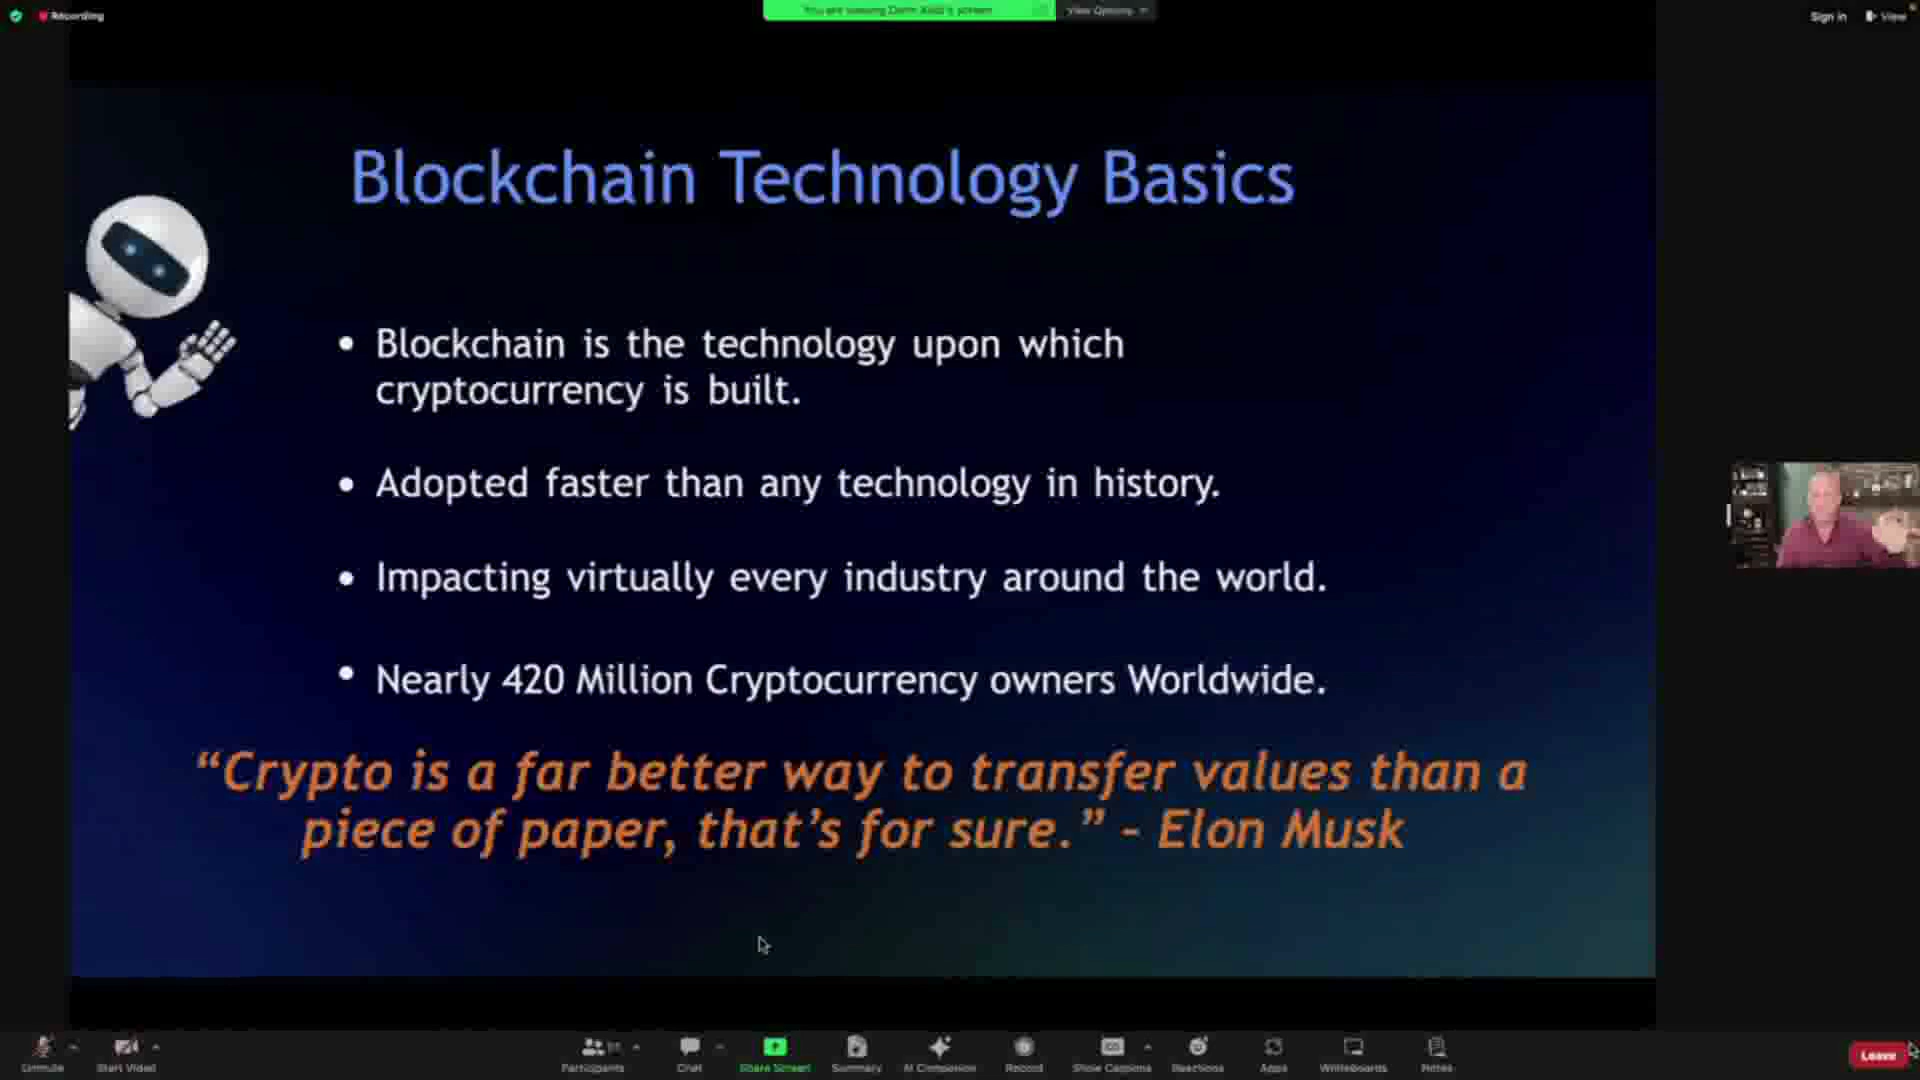 Recording
View Options
Sign in
View
Blockchain Technology Basics
• Blockchain is the technology upon which
cryptocurrency is built.
• Adopted faster than any technology in history.
• Impacting virtually every industry around the world.
• Nearly 420 Million Cryptocurrency owners Worldwide.
“Crypto is a far better way to transfer values than a
piece of paper, that’s for sure.” – Elon Musk
Unmute
Start Video
Participants
Chat
Share Screen
Summary
AI Companion
Record
Show Captions
Reactions
Apps
Whiteboards
Notes
Leave